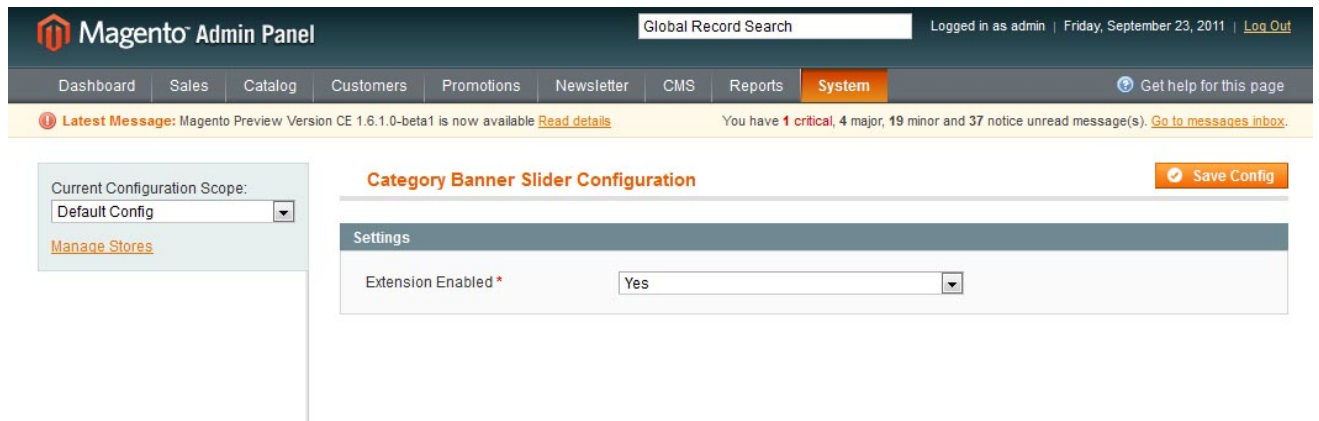 Magento Admin Panel
Global Record Search
Logged in as admin | Friday, September 23, 2011 | Log Out
Dashboard Sales Catalog Customers Promotions Newsletter CMS Reports System Get help for this page
Latest Message: Magento Preview Version CE 1.6.1.0-beta1 is now available Read details You have 1 critical, 4 major, 19 minor and 37 notice unread message(s). Go to messages inbox.
Current Configuration Scope:
Default Config
Manage Stores
Category Banner Slider Configuration
Save Config
Settings
Extension Enabled * Yes